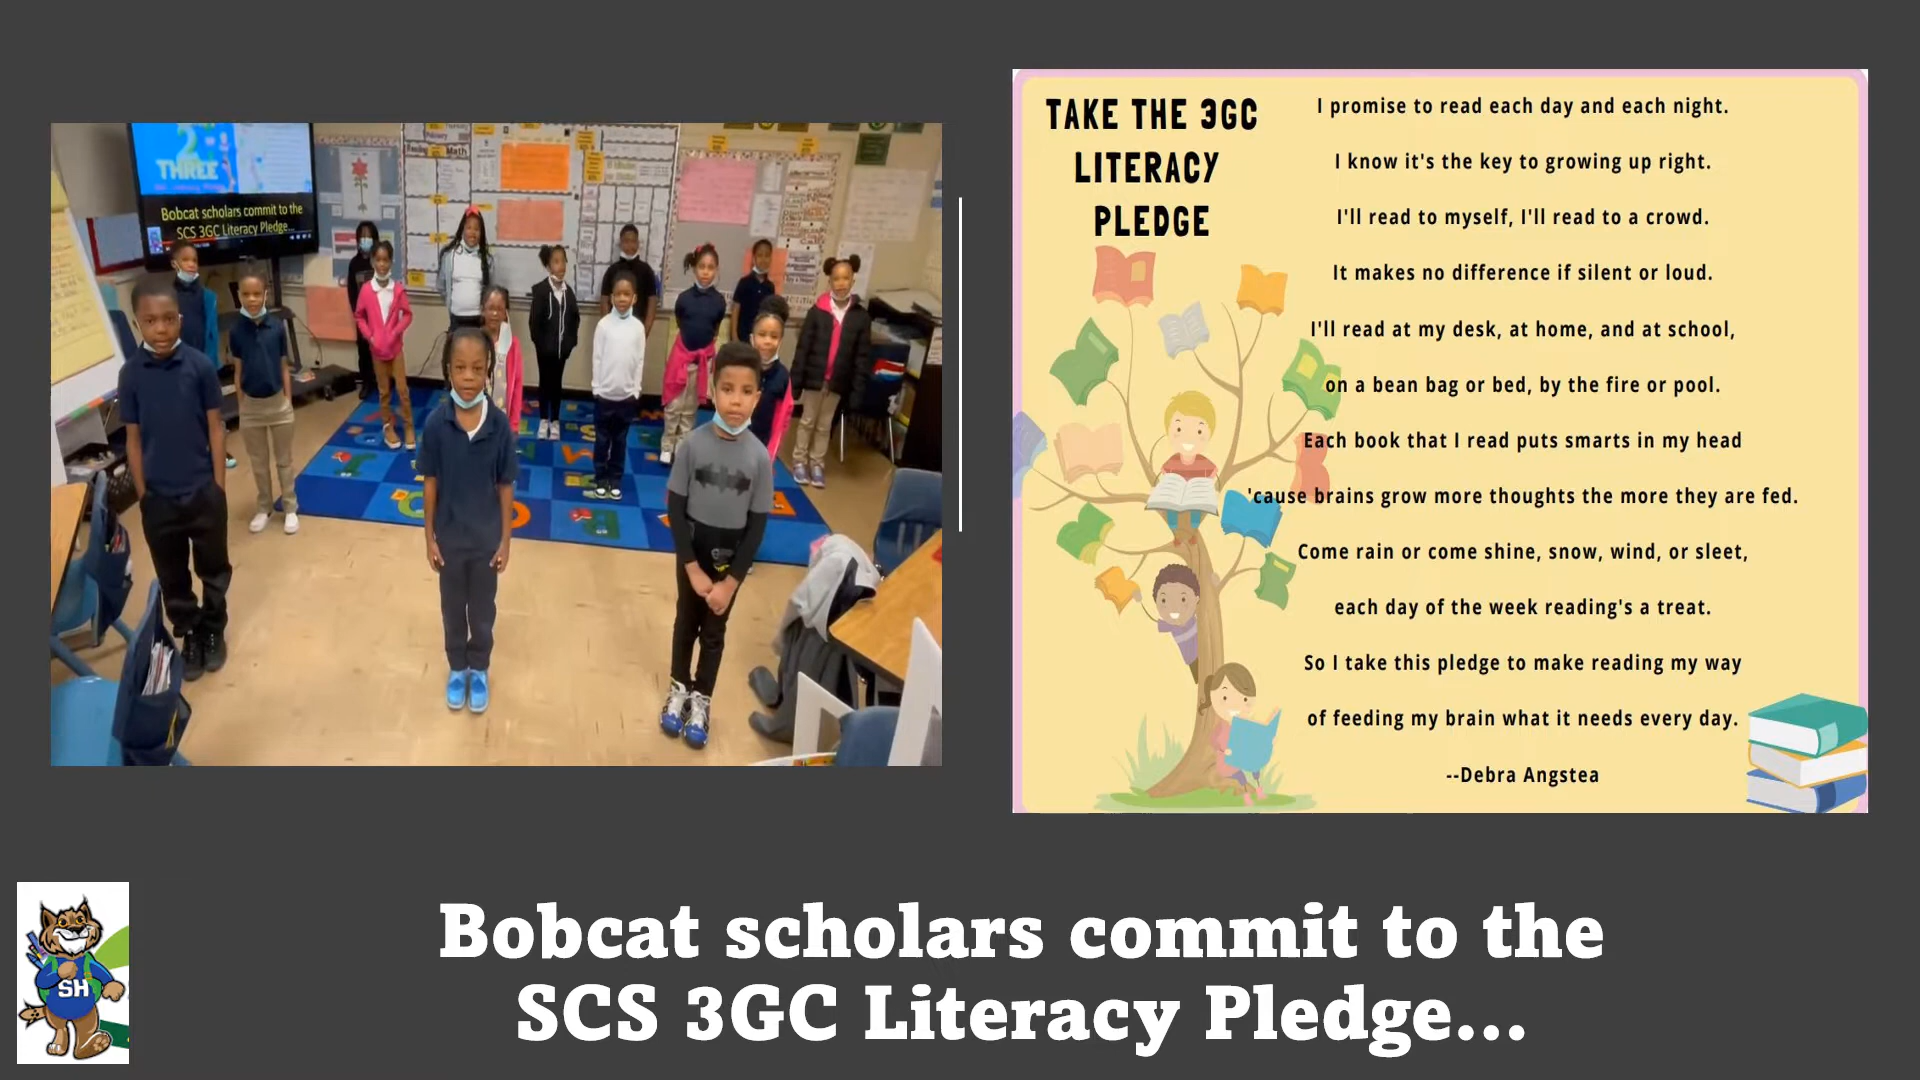 THREE
Bobcat scholars commit to the
SCS 3GC Literacy Pledge...
Math
TAKE THE 3GC
LITERACY
PLEDGE
I promise to read each day and each night.
I know it's the key to growing up right.
I'll read to myself, I'll read to a crowd.
It makes no difference if silent or loud.
I'll read at my desk, at home, and at school,
on a bean bag or bed, by the fire or pool.
Each book that I read puts smarts in my head
'cause brains grow more thoughts the more they are fed.
Come rain or come shine, snow, wind, or sleet,
each day of the week reading's a treat.
So I take this pledge to make reading my way
of feeding my brain what it needs every day.
--Debra Angstea
SH
Bobcat scholars commit to the
SCS 3GC Literacy Pledge...